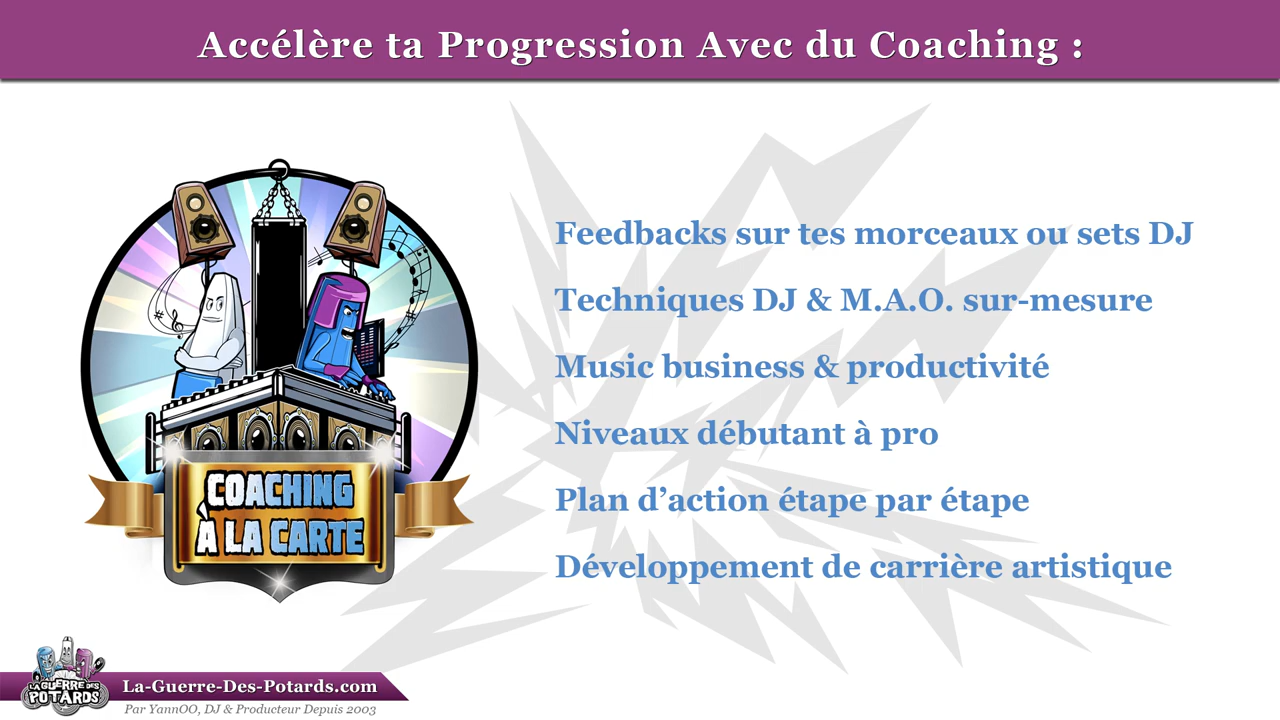 Accélère ta Progression Avec du Coaching :
Feedbacks sur tes morceaux ou sets DJ
Techniques DJ & M.A.O. sur-mesure
Music business & productivité
Niveaux débutant à pro
Plan d’action étape par étape
Développement de carrière artistique
COACHING
À LA CARTE
LA GUERRE DES
POTARDS
La-Guerre-Des-Potards.com
Par YannOO, DJ & Producteur Depuis 2003